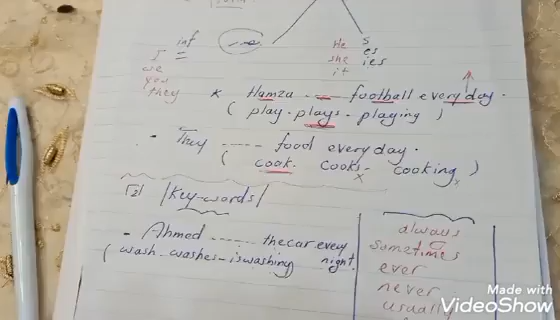 inf
He S
I she es
we it ies
you
they
* Hamza ---- football every day.
( play - plays - playing )
- They ----- food every day.
( cook. cooks- cooking )
[2] |Key-words|
- Ahmed ------ the car every
( wash - washes - is washing night.
always
sometimes
ever
never
usually
Made with
VideoShow